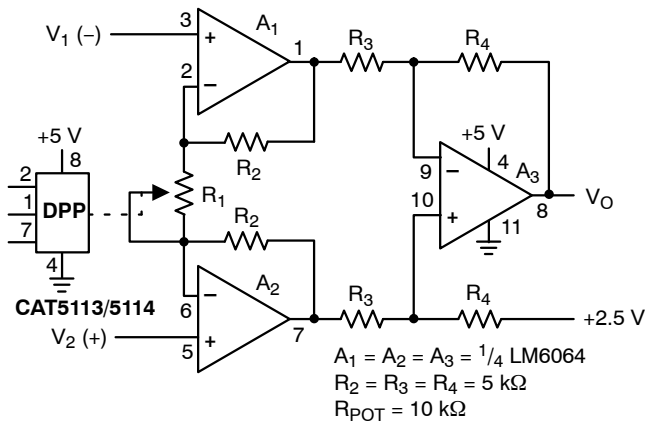 3
A1
V1 (–)
+
1
R3
R4
2
–
R2
+5 V
8
+5 V
4
9
–
A3
2
1
DPP
7
R1
10
+
8
VO
11
R2
4
CAT5113/5114
–
A2
6
7
R3
R4
+2.5 V
V2 (+)
5
+
A1 = A2 = A3 = 1/4 LM6064
R2 = R3 = R4 = 5 kΩ
RPOT = 10 kΩ